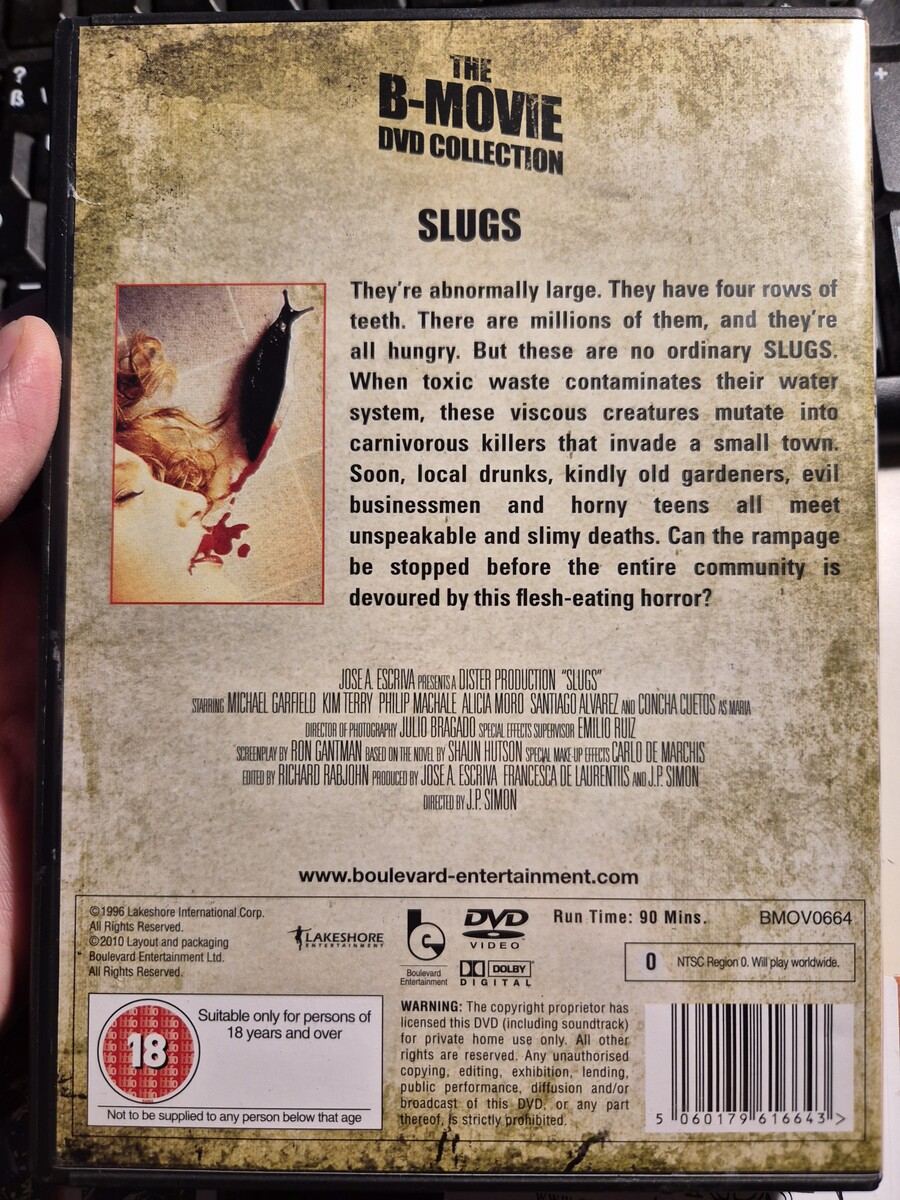 ?
ß \
+
THE
B-MOVIE
DVD COLLECTION
SLUGS
They're abnormally large. They have four rows of
teeth. There are millions of them, and they're
all hungry. But these are no ordinary SLUGS.
When toxic waste contaminates their water
system, these viscous creatures mutate into
carnivorous killers that invade a small town.
Soon, local drunks, kindly old gardeners, evil
businessmen and horny teens all meet
unspeakable and slimy deaths. Can the rampage
be stopped before the entire community is
devoured by this flesh-eating horror?
JOSE A. ESCRIVA PRESENTS A DISTER PRODUCTION "SLUGS"
STARRING MICHAEL GARFIELD KIM TERRY PHILIP MACHALE ALICIA MORO SANTIAGO ALVAREZ AND CONCHA CUETOS AS MARIA
DIRECTOR OF PHOTOGRAPHY JULIO BRAGADO SPECIAL EFFECTS SUPERVISOR EMILIO RUIZ
SCREENPLAY BY RON GANTMAN BASED ON THE NOVEL BY SHAUN HUTSON SPECIAL MAKE-UP EFFECTS CARLO DE MARCHIS
EDITED BY RICHARD RABJOHN PRODUCED BY JOSE A. ESCRIVA FRANCESCA DE LAURENTIIS AND J.P. SIMON
DIRECTED BY J.P. SIMON
www.boulevard-entertainment.com
©1996 Lakeshore International Corp.
All Rights Reserved.
©2010 Layout and packaging
Boulevard Entertainment Ltd.
All Rights Reserved.
LAKESHORE
ENTERTAINMENT
Boulevard
Entertainment
DVD
VIDEO
DOLBY
DIGITAL
Run Time: 90 Mins.
BMOV0664
0 NTSC Region 0. Will play worldwide.
18
Suitable only for persons of
18 years and over
Not to be supplied to any person below that age
WARNING: The copyright proprietor has
licensed this DVD (including soundtrack)
for private home use only. All other
rights are reserved. Any unauthorised
copying, editing, exhibition, lending,
public performance, diffusion and/or
broadcast of this DVD, or any part
thereof, is strictly prohibited.
5 060179 616643 >